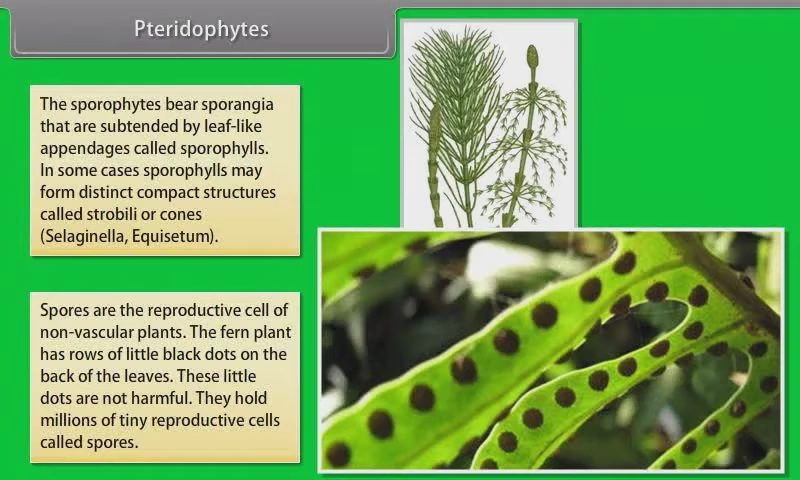 Pteridophytes
The sporophytes bear sporangia
that are subtended by leaf-like
appendages called sporophylls.
In some cases sporophylls may
form distinct compact structures
called strobili or cones
(Selaginella, Equisetum).
Spores are the reproductive cell of
non-vascular plants. The fern plant
has rows of little black dots on the
back of the leaves. These little
dots are not harmful. They hold
millions of tiny reproductive cells
called spores.